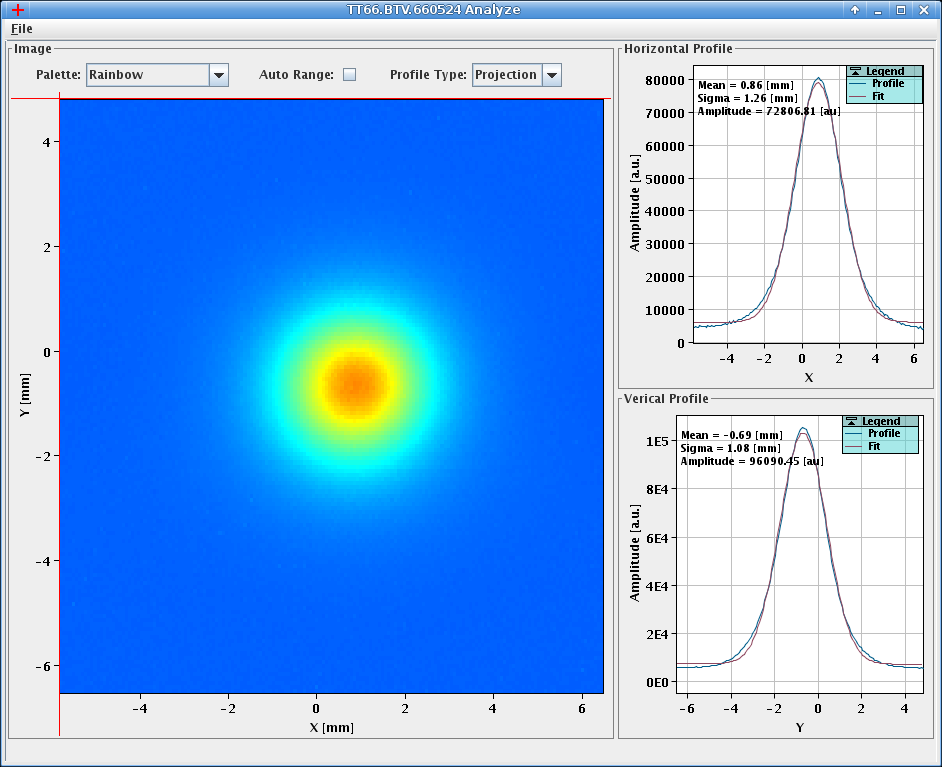 TT66.BTV.660524 Analyze
File
Image
Palette: Rainbow Auto Range: Profile Type: Projection
4
2
0
-2
-4
-6
Y [mm]
-4 -2 0 2 4 6
X [mm]
Horizontal Profile
Mean = 0.86 [mm]
Sigma = 1.26 [mm]
Amplitude = 72806.81 [au]
Legend
Profile
Fit
80000
70000
60000
50000
40000
30000
20000
10000
0
Amplitude [a.u.]
-4 -2 0 2 4 6
X
Verical Profile
Mean = -0.69 [mm]
Sigma = 1.08 [mm]
Amplitude = 96090.45 [au]
Legend
Profile
Fit
1E5
8E4
6E4
4E4
2E4
0E0
Amplitude [a.u.]
-6 -4 -2 0 2 4
Y